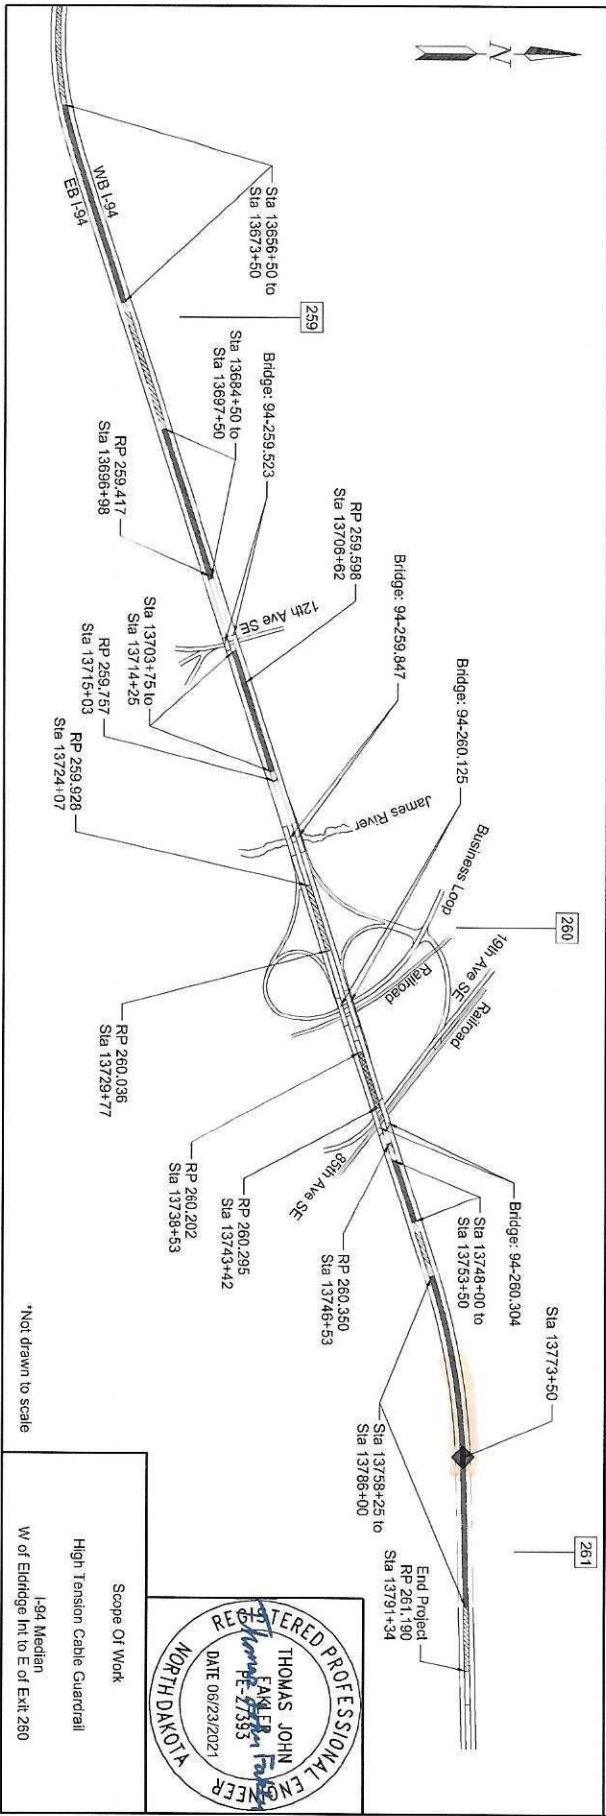 N
259
260
261
Sta 13656+50 to
Sta 13673+50
WB I-94
EB I-94
Sta 13684+50 to
Sta 13697+50
RP 259.417
Sta 13696+98
Bridge: 94-259.523
12th Ave SE
RP 259.598
Sta 13706+62
Sta 13703+75 to
Sta 13714+25
RP 259.757
Sta 13715+03
Bridge: 94-259.847
James River
RP 259.928
Sta 13724+07
Bridge: 94-260.125
Business Loop
Railroad
RP 260.036
Sta 13729+77
19th Ave SE
Railroad
RP 260.202
Sta 13738+53
85th Ave SE
RP 260.295
Sta 13743+42
Bridge: 94-260.304
RP 260.350
Sta 13746+53
Sta 13748+00 to
Sta 13753+50
Sta 13773+50
Sta 13758+25 to
Sta 13786+00
End Project
RP 261.190
Sta 13791+34
*Not drawn to scale
REGISTERED PROFESSIONAL ENGINEER
THOMAS JOHN
FAKLER
PE-27393
Thomas John Fakler
DATE 06/23/2021
NORTH DAKOTA
Scope Of Work
High Tension Cable Guardrail
I-94 Median
W of Eldridge Int to E of Exit 260